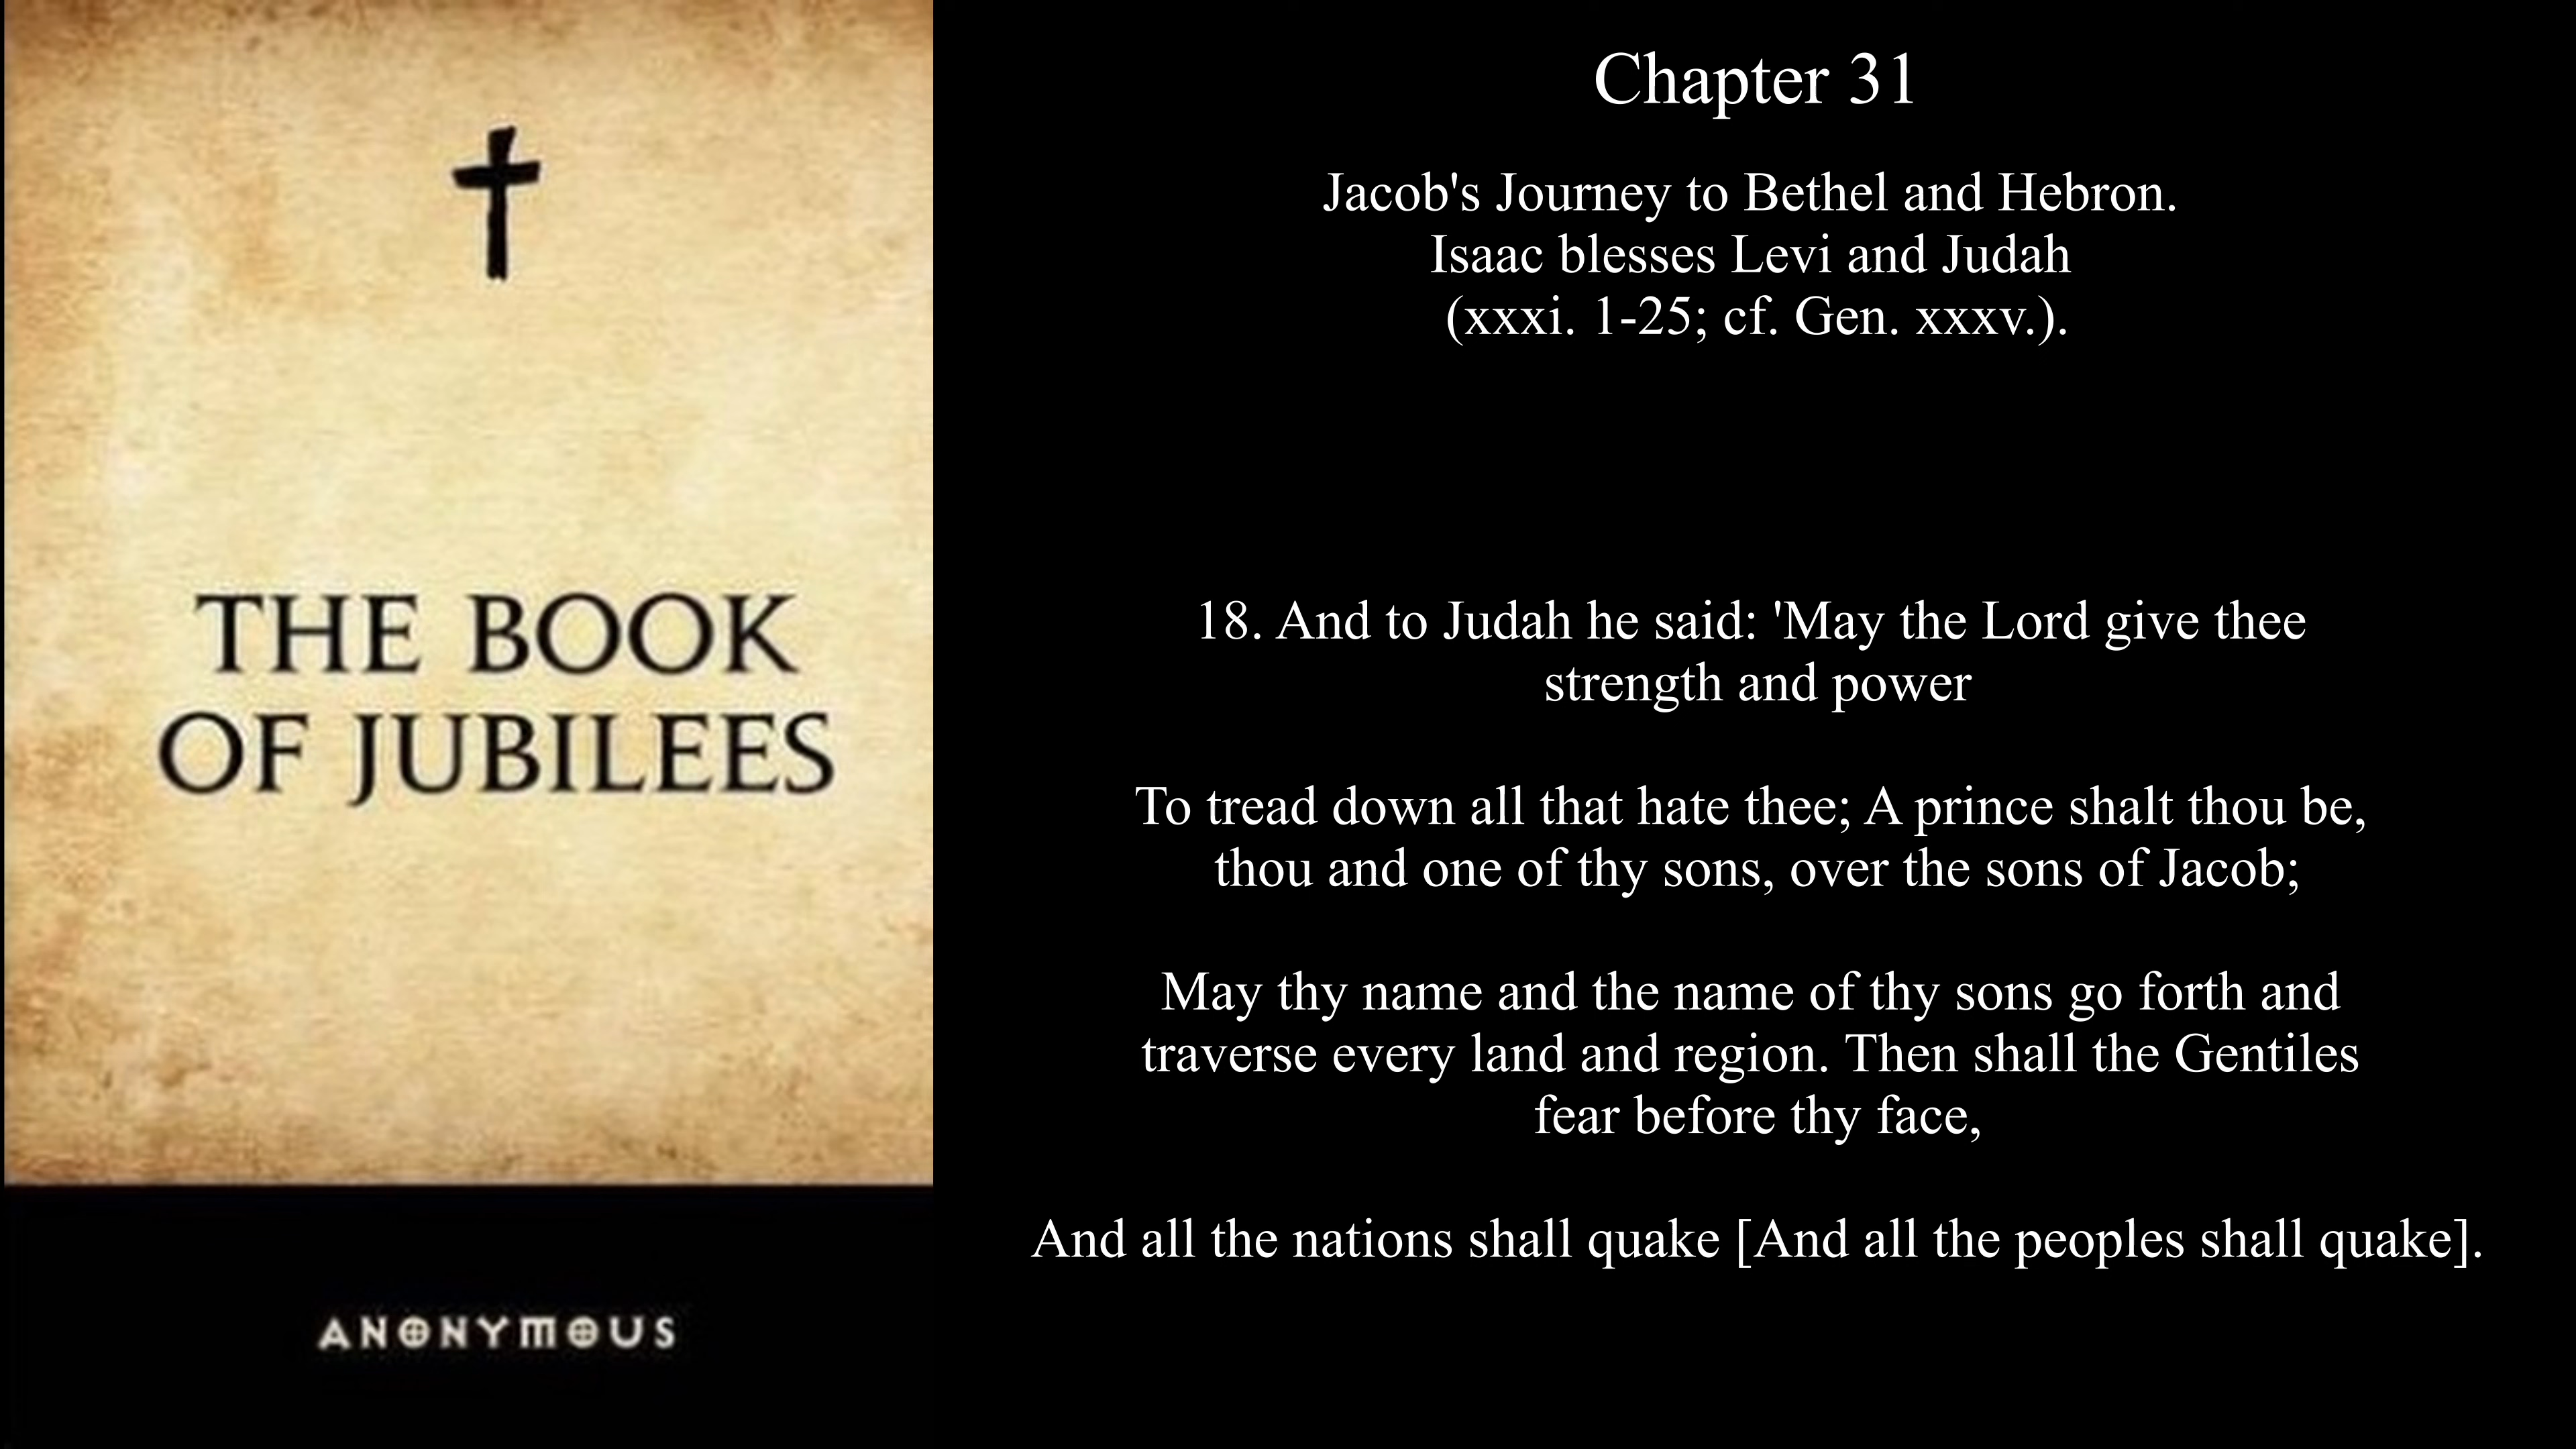 THE BOOK
OF JUBILEES
ANONYMOUS
Chapter 31
Jacob's Journey to Bethel and Hebron.
Isaac blesses Levi and Judah
(xxxi. 1-25; cf. Gen. xxxv.).
18. And to Judah he said: 'May the Lord give thee
strength and power
To tread down all that hate thee; A prince shalt thou be,
thou and one of thy sons, over the sons of Jacob;
May thy name and the name of thy sons go forth and
traverse every land and region. Then shall the Gentiles
fear before thy face,
And all the nations shall quake [And all the peoples shall quake].